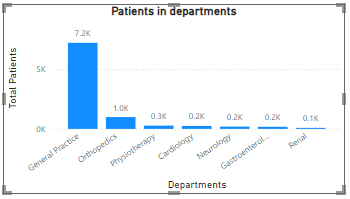 Patients in departments
Total Patients
5K
0K
7.2K
1.0K
0.3K
0.2K
0.2K
0.2K
0.1K
General Practice
Orthopedics
Physiotherapy
Cardiology
Neurology
Gastroenterol...
Renal
Departments